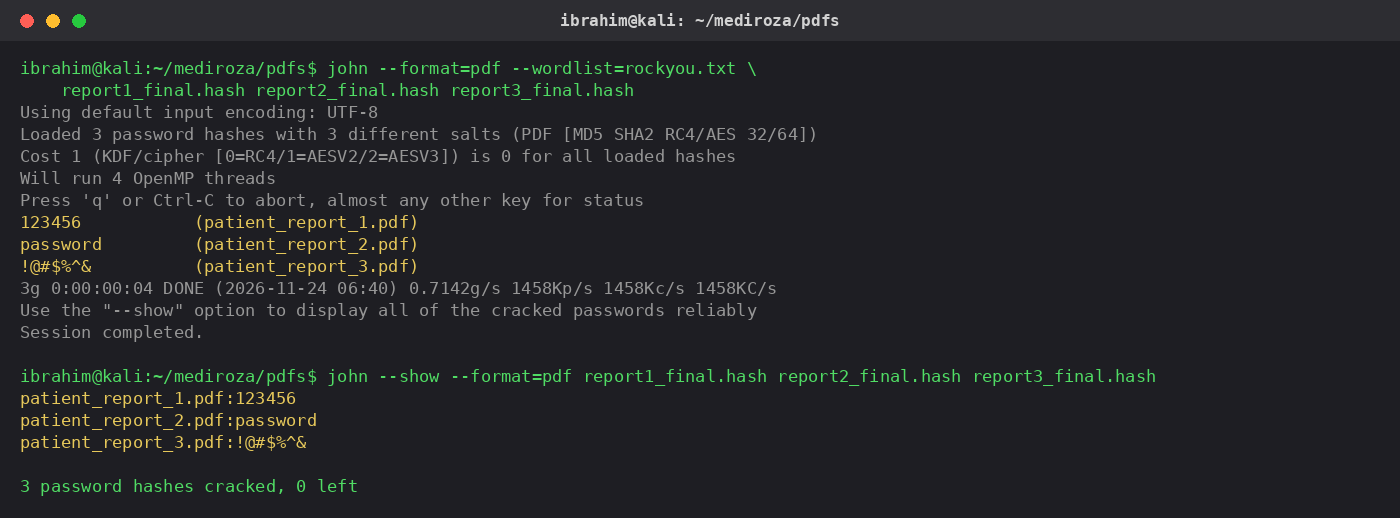 ibrahim@kali: ~/mediroza/pdfs
ibrahim@kali:~/mediroza/pdfs$ john --format=pdf --wordlist=rockyou.txt \
    report1_final.hash report2_final.hash report3_final.hash
Using default input encoding: UTF-8
Loaded 3 password hashes with 3 different salts (PDF [MD5 SHA2 RC4/AES 32/64])
Cost 1 (KDF/cipher [0=RC4/1=AESV2/2=AESV3]) is 0 for all loaded hashes
Will run 4 OpenMP threads
Press 'q' or Ctrl-C to abort, almost any other key for status
123456           (patient_report_1.pdf)
password         (patient_report_2.pdf)
!@#$%^&          (patient_report_3.pdf)
3g 0:00:00:04 DONE (2026-11-24 06:40) 0.7142g/s 1458Kp/s 1458Kc/s 1458KC/s
Use the "--show" option to display all of the cracked passwords reliably
Session completed.
ibrahim@kali:~/mediroza/pdfs$ john --show --format=pdf report1_final.hash report2_final.hash report3_final.hash
patient_report_1.pdf:123456
patient_report_2.pdf:password
patient_report_3.pdf:!@#$%^&
3 password hashes cracked, 0 left